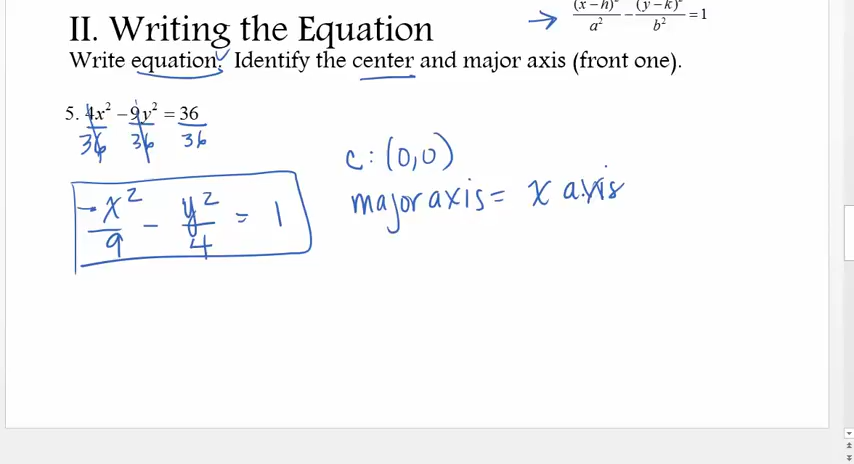 (x − h)² / a² − (y − k)² / b² = 1
II. Writing the Equation
Write equation. Identify the center and major axis (front one).
5. 4x² − 9y² = 36
36 36 36
c : (0,0)
major axis = x axis
x² / 9 − y² / 4 = 1